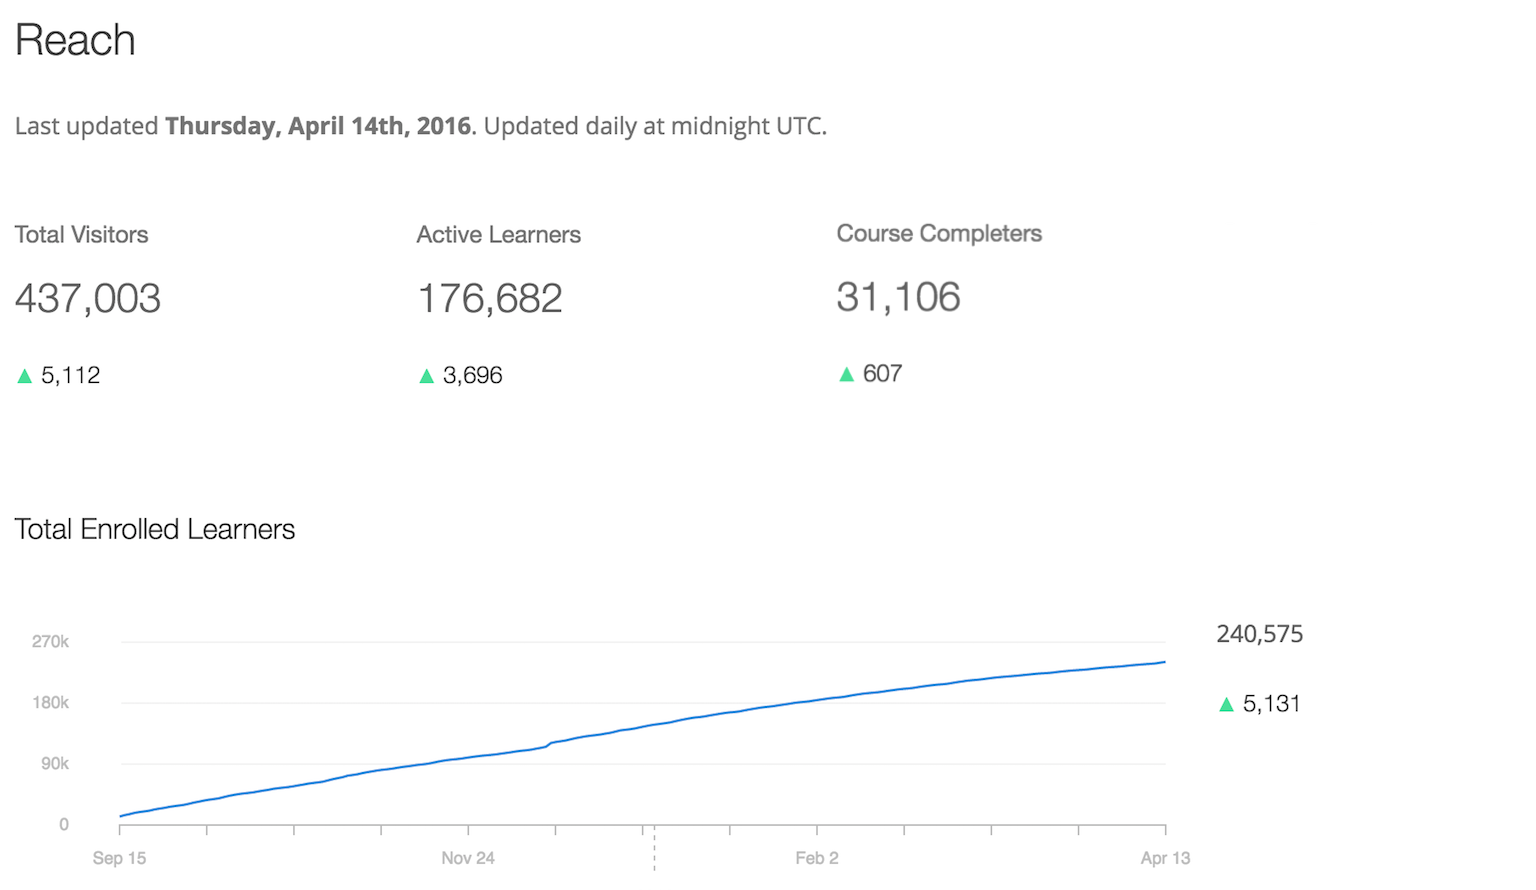 Reach
Last updated Thursday, April 14th, 2016. Updated daily at midnight UTC.
Total Visitors
437,003
▲ 5,112
Active Learners
176,682
▲ 3,696
Course Completers
31,106
▲ 607
Total Enrolled Learners
270k
180k
90k
0
Sep 15
Nov 24
Feb 2
Apr 13
240,575
▲ 5,131